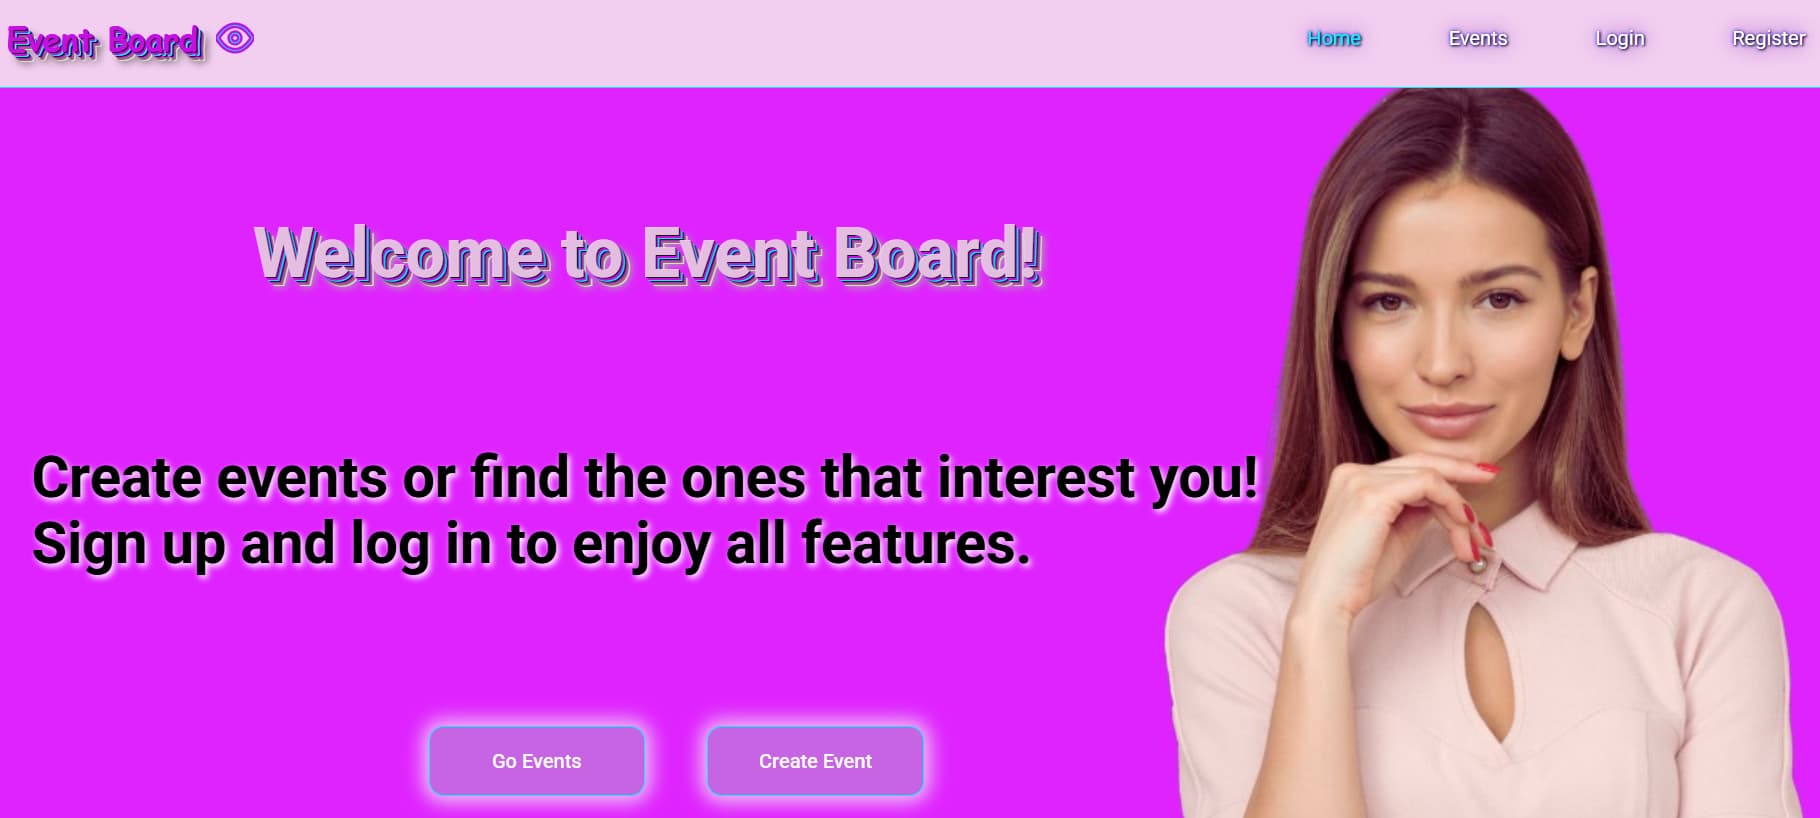 Event Board
Home
Events
Login
Register
Welcome to Event Board!
Create events or find the ones that interest you!
Sign up and log in to enjoy all features.
Go Events
Create Event